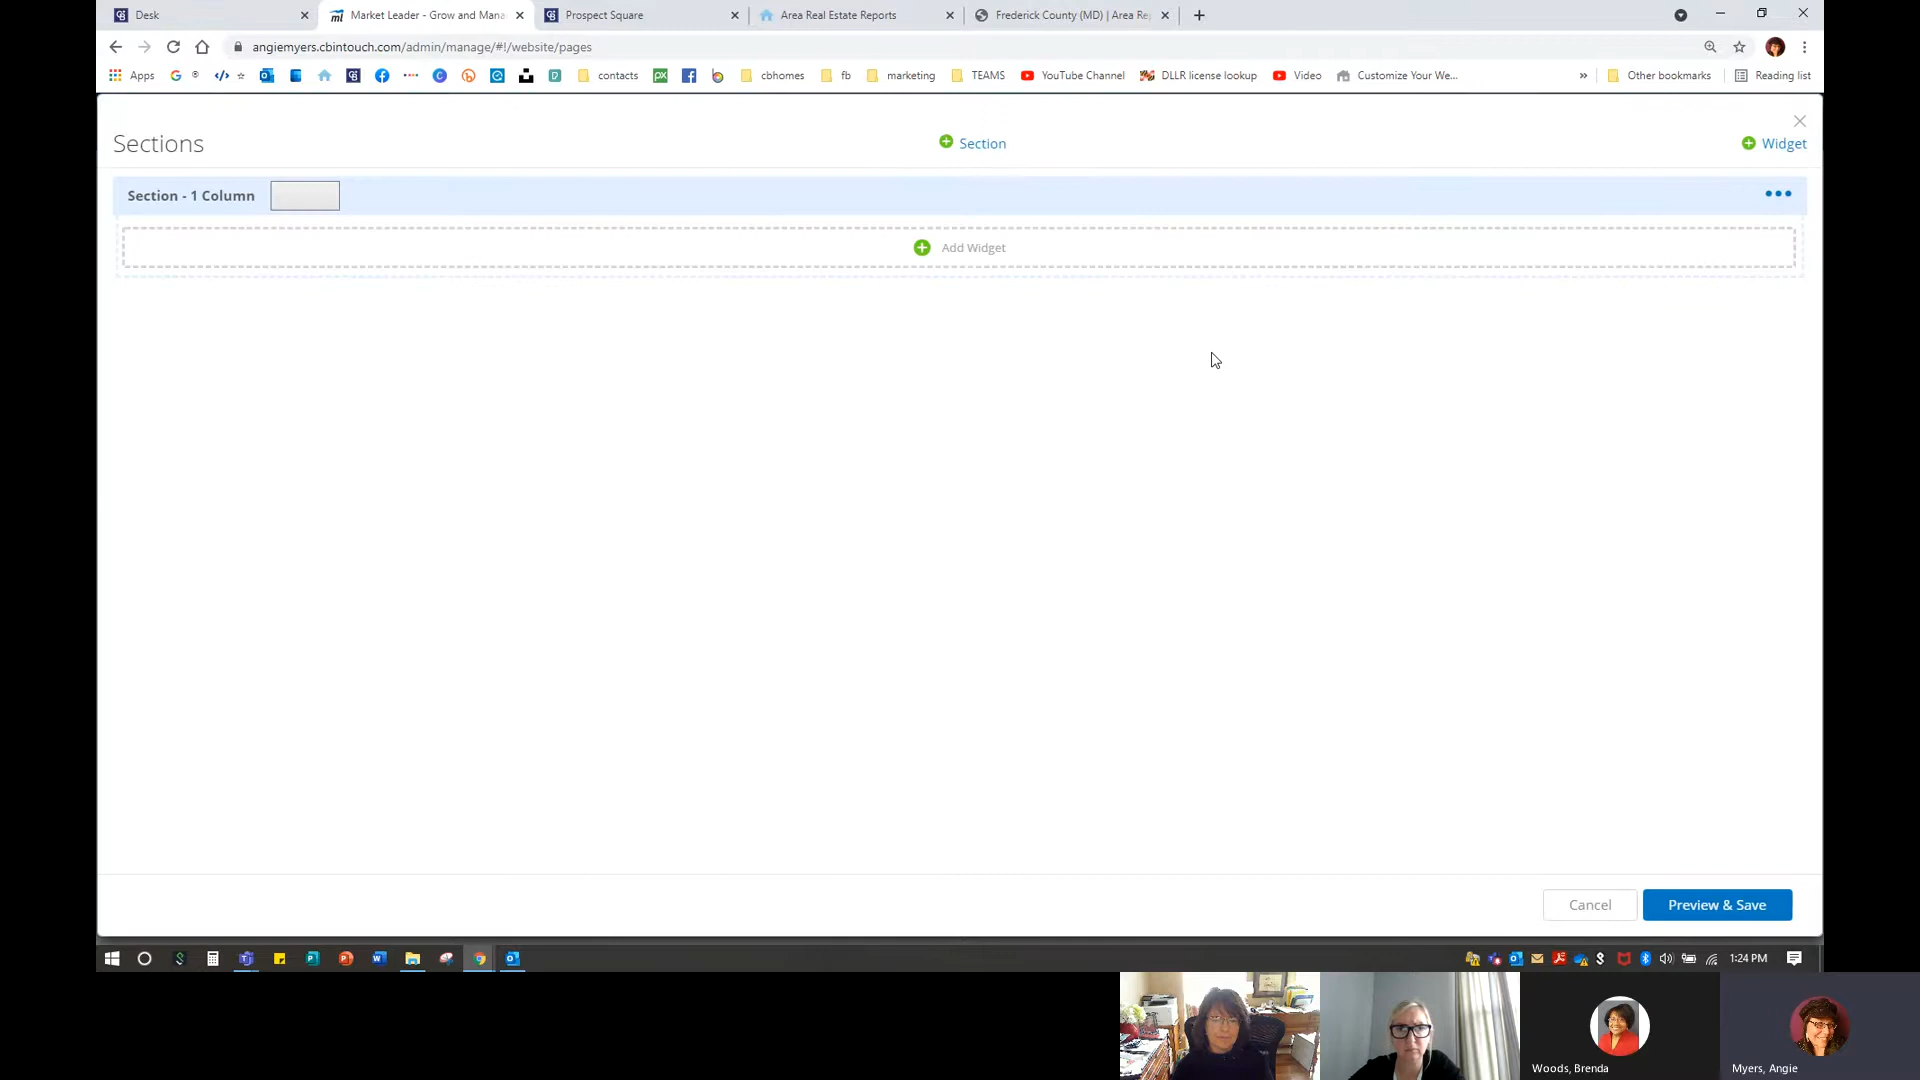 Desk
Market Leader - Grow and Mana
Prospect Square
Area Real Estate Reports
Frederick County (MD) | Area Re
angiemyers.cbintouch.com/admin/manage/#!/website/pages
Apps
contacts
cbhomes
fb
marketing
TEAMS
YouTube Channel
DLLR license lookup
Video
Customize Your We...
Other bookmarks
Reading list
Sections
Section
Widget
Section - 1 Column
Add Widget
Cancel
Preview & Save
1:24 PM
Woods, Brenda
Myers, Angie